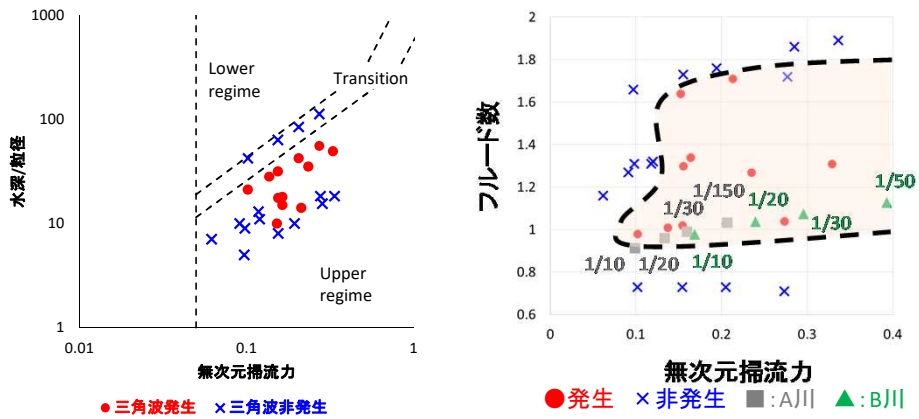 1000
100
10
1
0.01
0.1
1
水深/粒径
無次元掃流力
Lower
regime
Transition
Upper
regime
三角波発生
三角波非発生
2
1.8
1.6
1.4
1.2
1
0.8
0.6
0
0.1
0.2
0.3
0.4
フルード数
無次元掃流力
1/150
1/50
1/20
1/30
1/30
1/10
1/20
1/10
発生
非発生
:A川
:B川